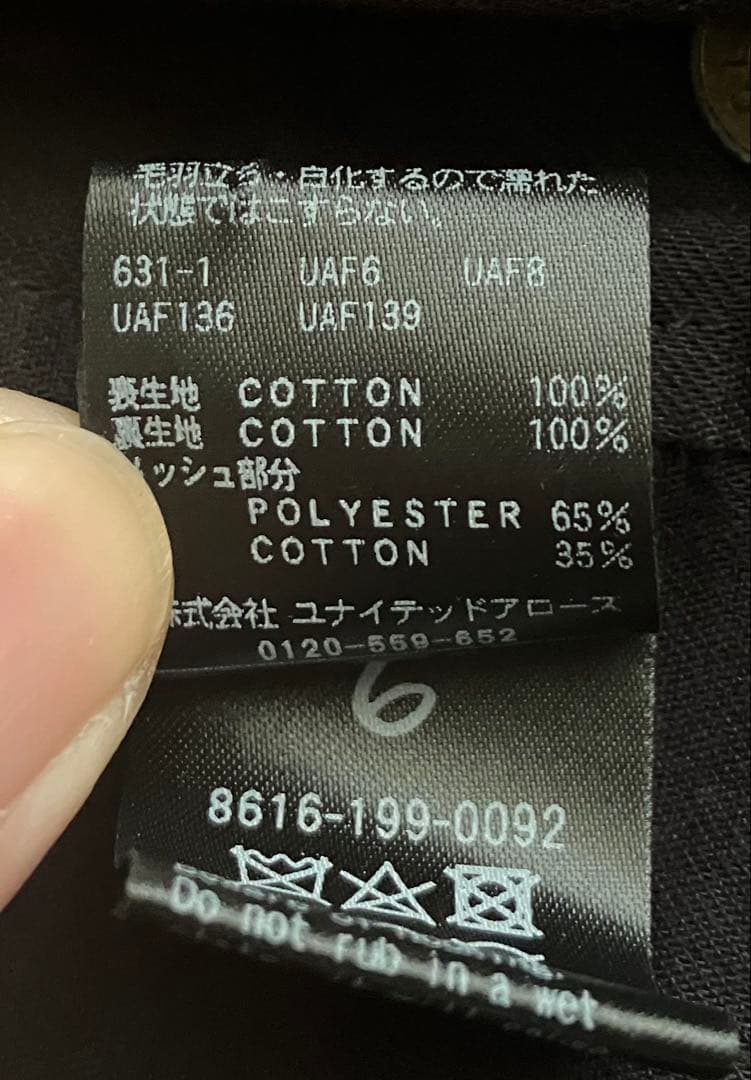 毛羽立ち・白化するので濡れた
状態ではこすらない。
631-1 UAF6 UAF8
UAF136 UAF139
表生地 COTTON 100%
裏生地 COTTON 100%
メッシュ部分
POLYESTER 65%
COTTON 35%
株式会社 ユナイテッドアローズ
0120-559-652
6
8616-199-0092
Do not rub in a wet